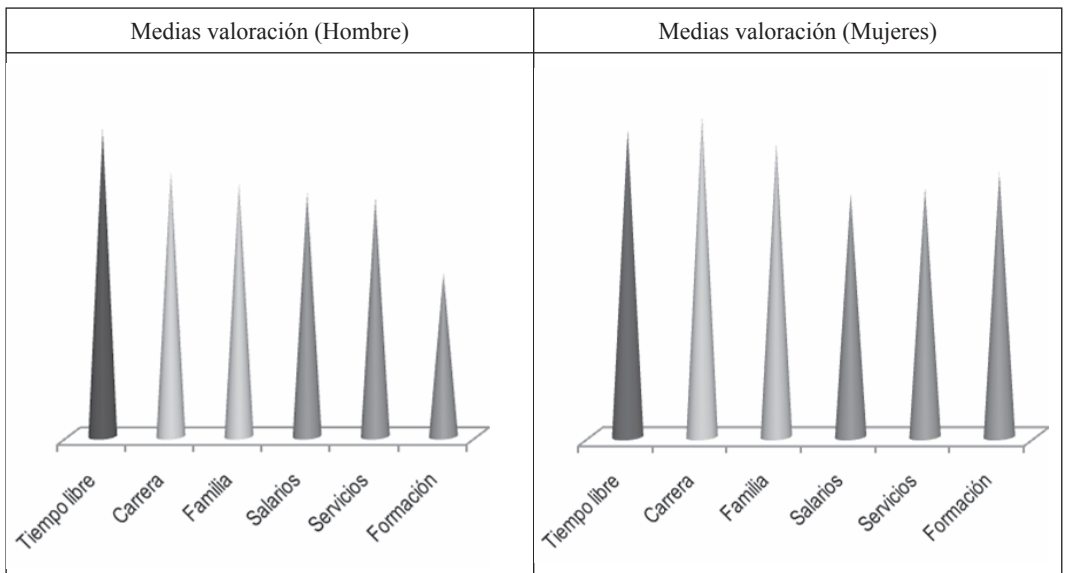 Medias valoración (Hombre)
Medias valoración (Mujeres)
Tiempo libre
Carrera
Familia
Salarios
Servicios
Formación
Tiempo libre
Carrera
Familia
Salarios
Servicios
Formación